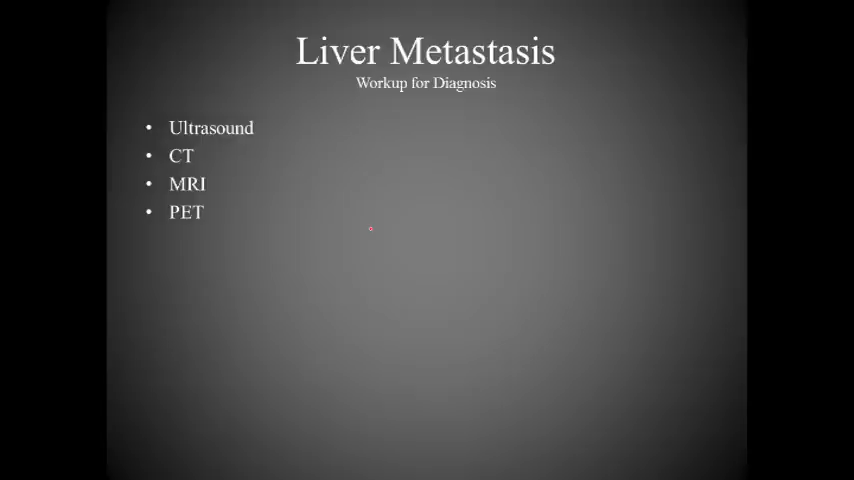 Liver Metastasis
Workup for Diagnosis
• Ultrasound
• CT
• MRI
• PET